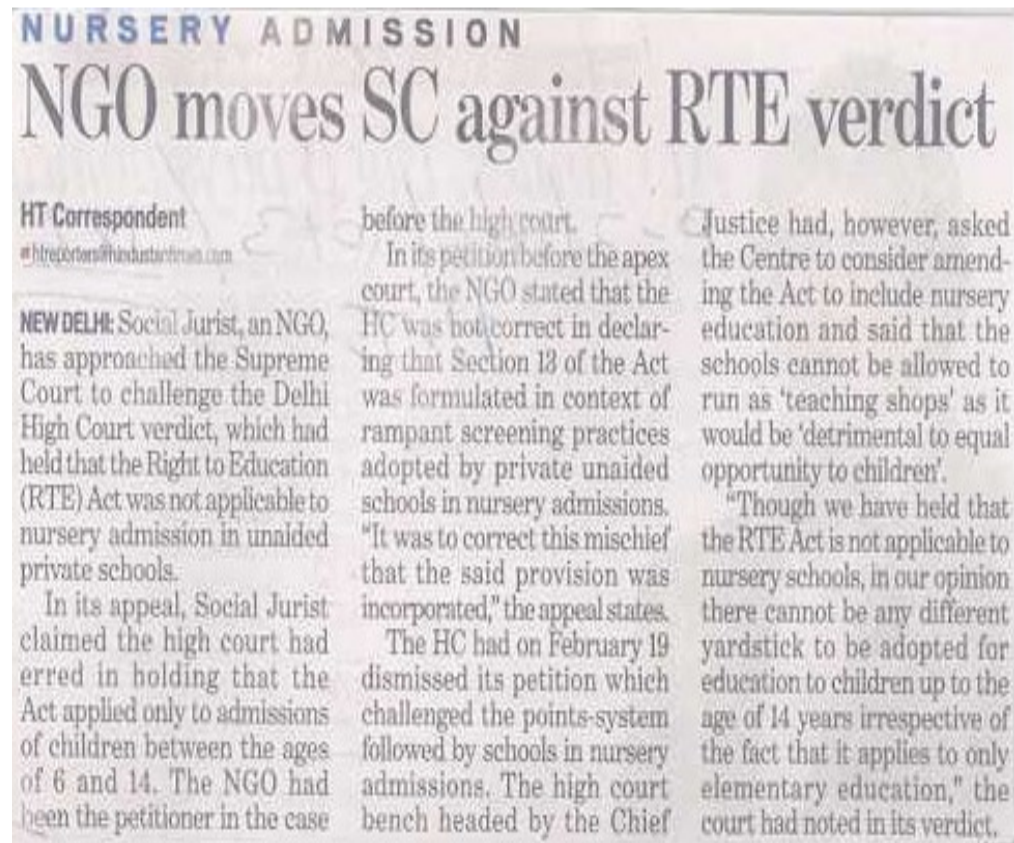 NURSERY ADMISSION
NGO moves SC against RTE verdict
HT Correspondent
htreporters@hindustantimes.com
NEW DELHI: Social Jurist, an NGO,
has approached the Supreme
Court to challenge the Delhi
High Court verdict, which had
held that the Right to Education
(RTE) Act was not applicable to
nursery admission in unaided
private schools.
In its appeal, Social Jurist
claimed the high court had
erred in holding that the
Act applied only to admissions
of children between the ages
of 6 and 14. The NGO had
been the petitioner in the case
before the high court.
In its petition before the apex
court, the NGO stated that the
HC was not correct in declar-
ing that Section 13 of the Act
was formulated in context of
rampant screening practices
adopted by private unaided
schools in nursery admissions.
"It was to correct this mischief
that the said provision was
incorporated," the appeal states.
The HC had on February 19
dismissed its petition which
challenged the points-system
followed by schools in nursery
admissions. The high court
bench headed by the Chief
Justice had, however, asked
the Centre to consider amend-
ing the Act to include nursery
education and said that the
schools cannot be allowed to
run as 'teaching shops' as it
would be 'detrimental to equal
opportunity to children'.
"Though we have held that
the RTE Act is not applicable to
nursery schools, in our opinion
there cannot be any different
yardstick to be adopted for
education to children up to the
age of 14 years irrespective of
the fact that it applies to only
elementary education," the
court had noted in its verdict.